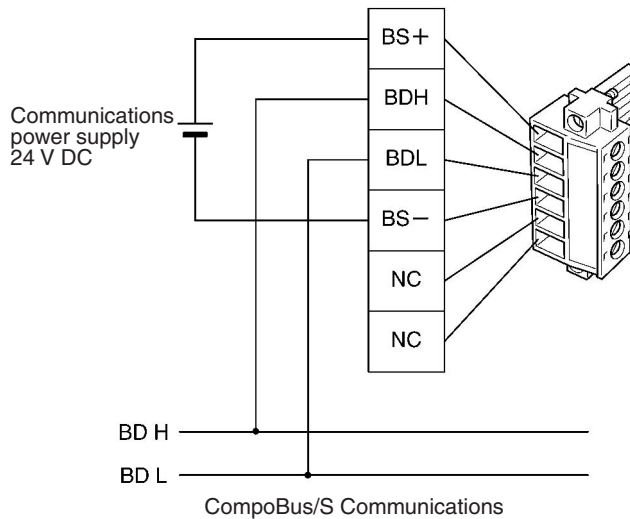 BS+
BDH
Communications
power supply
24 V DC
BDL
BS−
NC
NC
BD H
BD L
CompoBus/S Communications